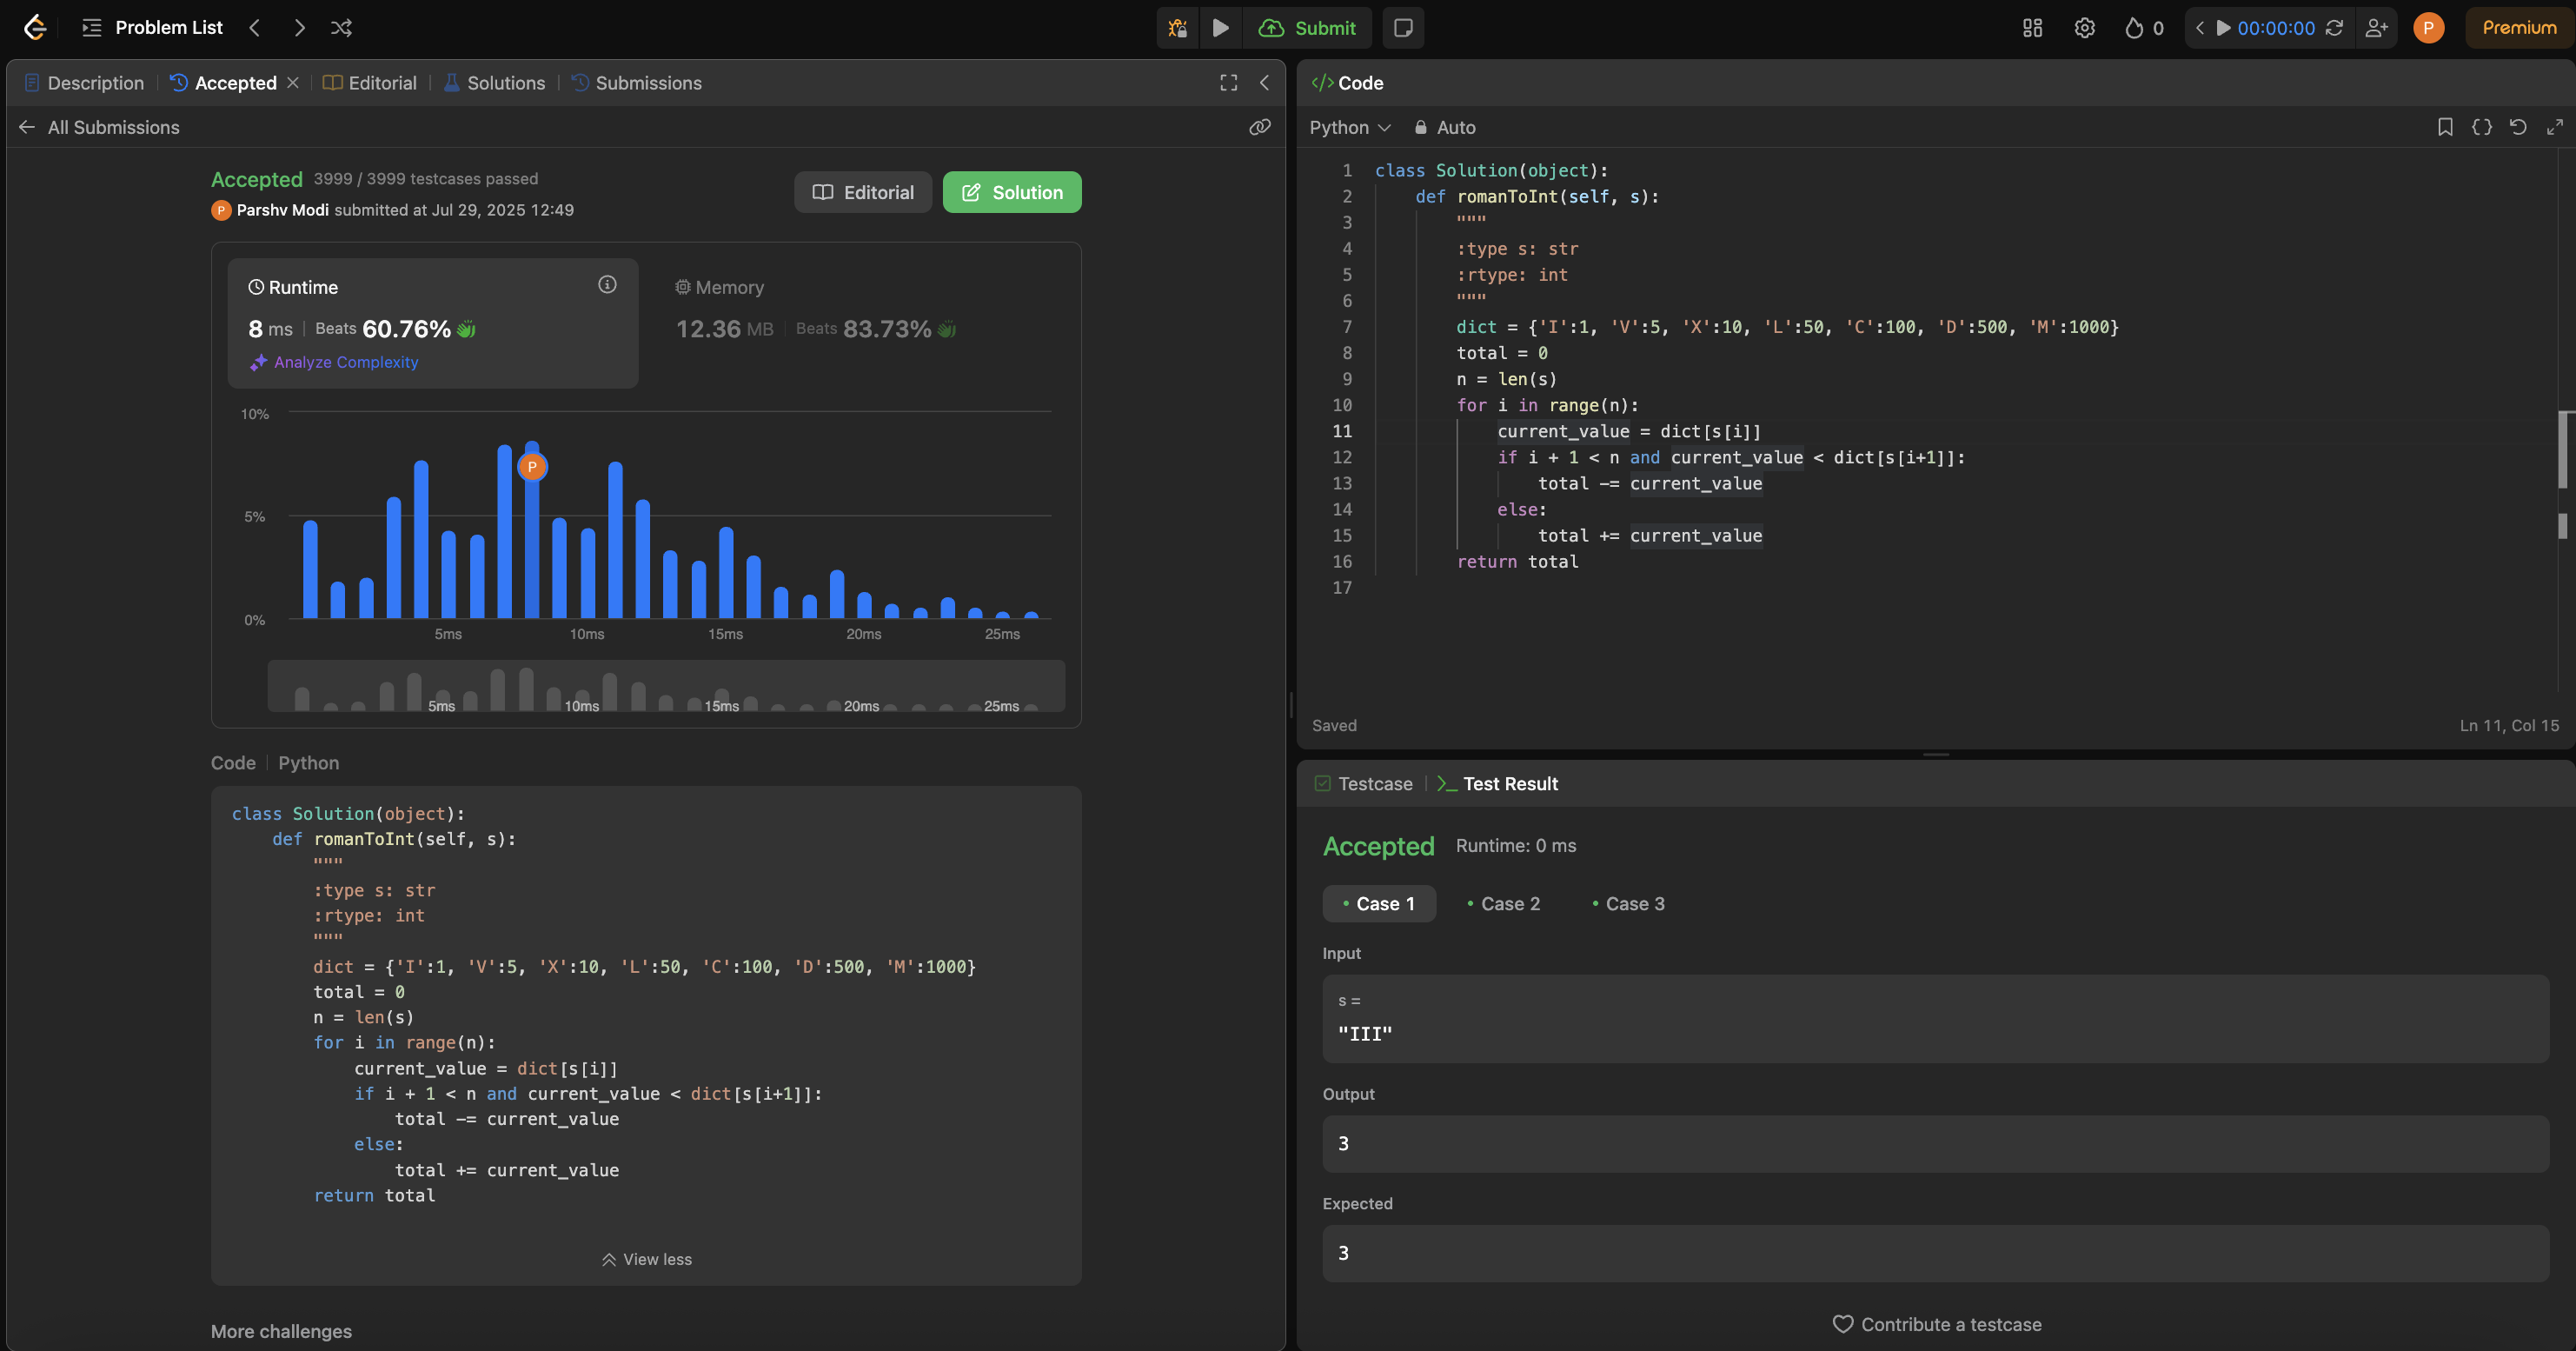 Problem List
Submit
0
00:00:00
P
Premium
Description
Accepted
Editorial
Solutions
Submissions
All Submissions
Accepted 3999 / 3999 testcases passed
P Parshv Modi submitted at Jul 29, 2025 12:49
Editorial
Solution
Runtime
8 ms | Beats 60.76%
Analyze Complexity
Memory
12.36 MB | Beats 83.73%
10%
5%
0%
P
5ms 10ms 15ms 20ms 25ms
5ms 10ms 15ms 20ms 25ms
Code | Python
class Solution(object):
    def romanToInt(self, s):
        """
        :type s: str
        :rtype: int
        """
        dict = {'I':1, 'V':5, 'X':10, 'L':50, 'C':100, 'D':500, 'M':1000}
        total = 0
        n = len(s)
        for i in range(n):
            current_value = dict[s[i]]
            if i + 1 < n and current_value < dict[s[i+1]]:
                total -= current_value
            else:
                total += current_value
        return total
View less
More challenges
</> Code
Python
Auto
1 class Solution(object):
2     def romanToInt(self, s):
3         """
4         :type s: str
5         :rtype: int
6         """
7         dict = {'I':1, 'V':5, 'X':10, 'L':50, 'C':100, 'D':500, 'M':1000}
8         total = 0
9         n = len(s)
10         for i in range(n):
11             current_value = dict[s[i]]
12             if i + 1 < n and current_value < dict[s[i+1]]:
13                 total -= current_value
14             else:
15                 total += current_value
16         return total
17
Saved
Ln 11, Col 15
Testcase
Test Result
Accepted Runtime: 0 ms
Case 1
Case 2
Case 3
Input
s =
"III"
Output
3
Expected
3
Contribute a testcase